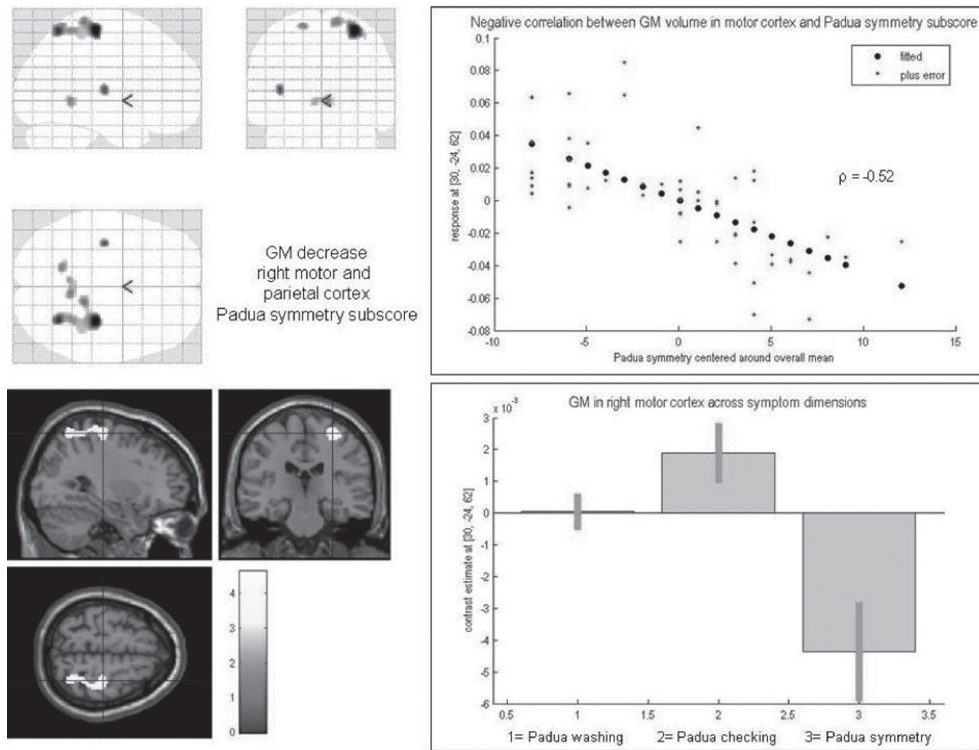 GM decrease
right motor and
parietal cortex
Padua symmetry subscore
Negative correlation between GM volume in motor cortex and Padua symmetry subscore
fitted
plus error
ρ = -0.52
response at [30, -24, 62]
0.1
0.08
0.06
0.04
0.02
0
-0.02
-0.04
-0.06
-0.08
-10 -5 0 5 10 15
Padua symmetry centered around overall mean
4
3
2
1
0
GM in right motor cortex across symptom dimensions
x 10⁻³
contrast estimate at [30, -24, 62]
3
2
1
0
-1
-2
-3
-4
-5
-6
0.5 1 1.5 2 2.5 3 3.5
1= Padua washing 2= Padua checking 3= Padua symmetry